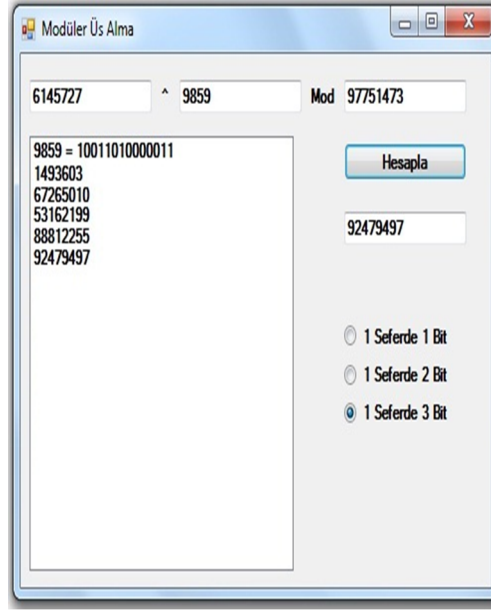 Modüler Üs Alma
6145727 ^ 9859 Mod 97751473
9859 = 10011010000011
1493603
67265010
53162199
88812255
92479497
Hesapla
92479497
1 Seferde 1 Bit
1 Seferde 2 Bit
1 Seferde 3 Bit